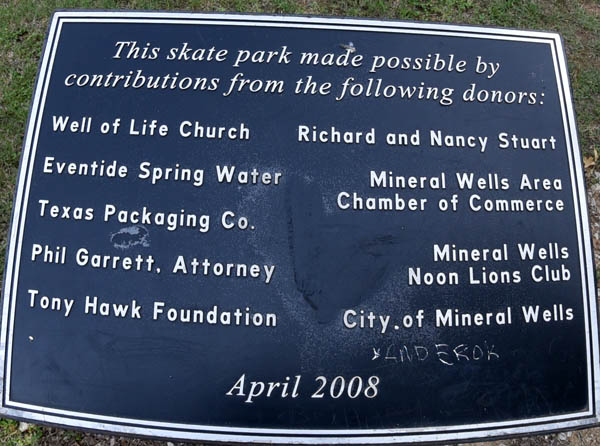 This skate park made possible by
contributions from the following donors:
Well of Life Church
Eventide Spring Water
Texas Packaging Co.
Phil Garrett, Attorney
Tony Hawk Foundation
Richard and Nancy Stuart
Mineral Wells Area
Chamber of Commerce
Mineral Wells
Noon Lions Club
City of Mineral Wells
April 2008